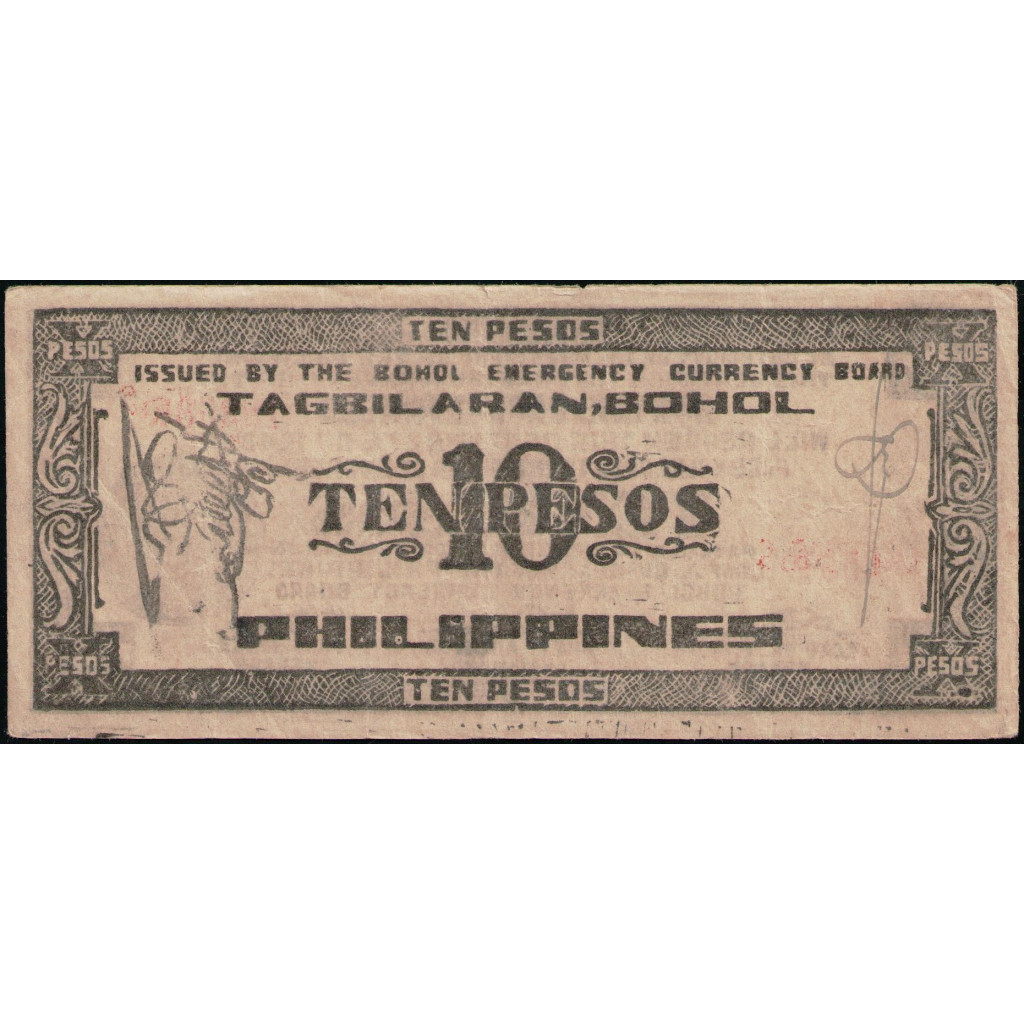 TEN PESOS
X PESOS
X PESOS
ISSUED BY THE BOHOL EMERGENCY CURRENCY BOARD
TAGBILARAN, BOHOL
10
TEN PESOS
PHILIPPINES
X PESOS
X PESOS
TEN PESOS